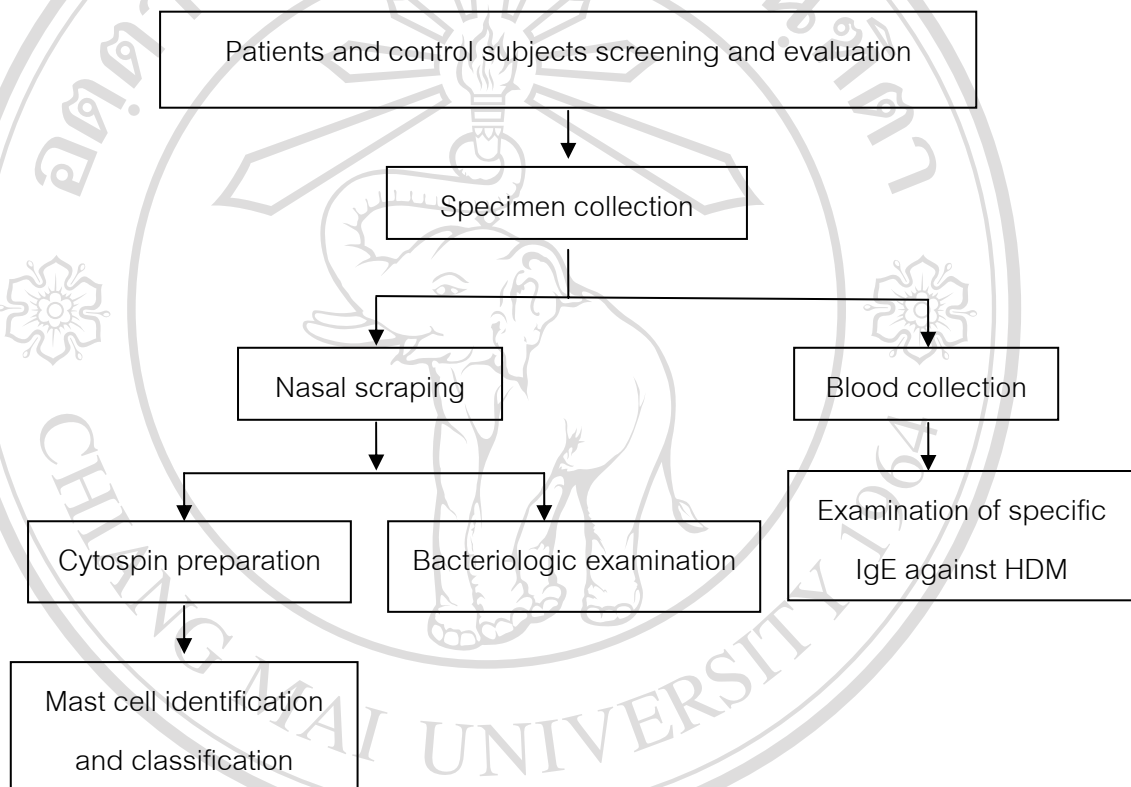 Patients and control subjects screening and evaluation
Specimen collection
Nasal scraping
Blood collection
Cytospin preparation
Bacteriologic examination
Examination of specific
IgE against HDM
Mast cell identification
and classification
CHIANG MAI UNIVERSITY 1964